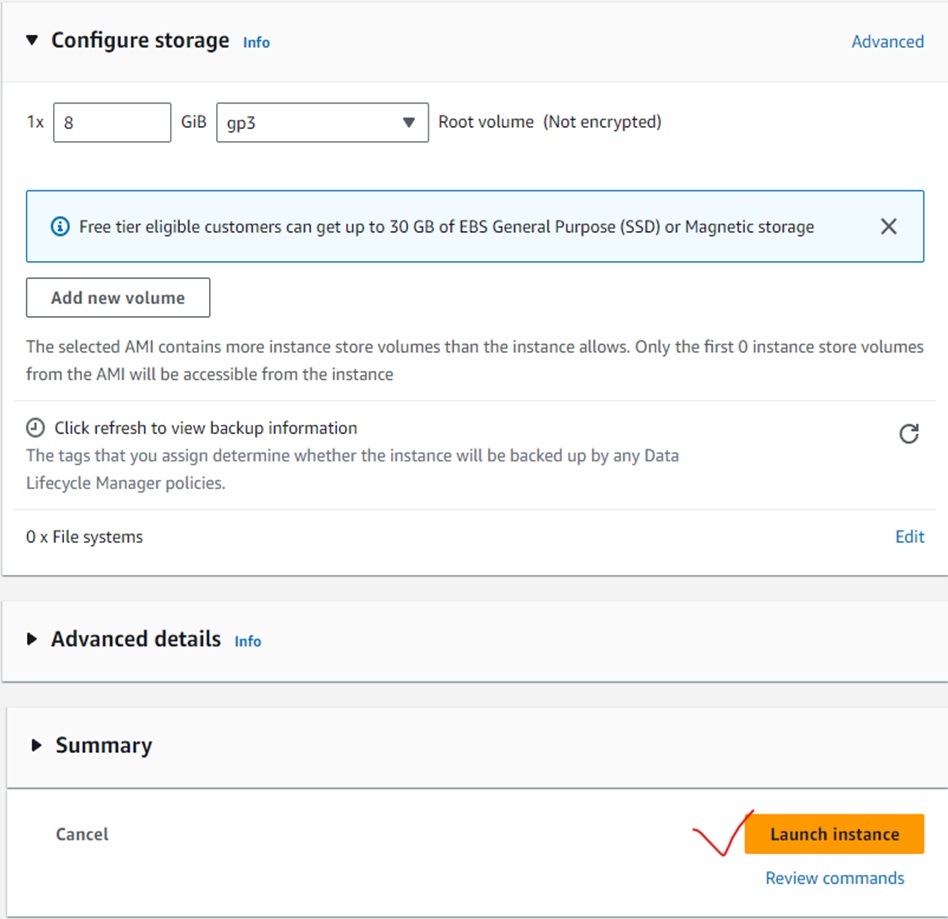 Configure storage Info Advanced
1x 8 GiB gp3 Root volume (Not encrypted)
Free tier eligible customers can get up to 30 GB of EBS General Purpose (SSD) or Magnetic storage
Add new volume
The selected AMI contains more instance store volumes than the instance allows. Only the first 0 instance store volumes
from the AMI will be accessible from the instance
Click refresh to view backup information
The tags that you assign determine whether the instance will be backed up by any Data
Lifecycle Manager policies.
0 x File systems Edit
Advanced details Info
Summary
Cancel Launch instance
Review commands